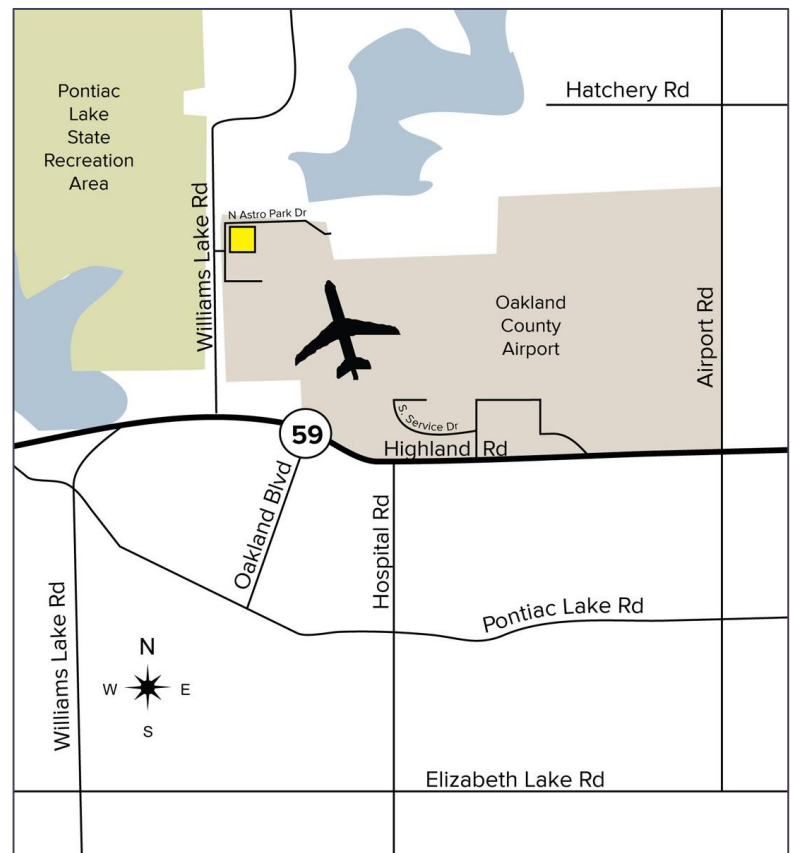 Pontiac
Lake
State
Recreation
Area
Hatchery Rd
N Astro Park Dr
Williams Lake Rd
Oakland
County
Airport
Airport Rd
S. Service Dr
59
Highland Rd
Oakland Blvd
Hospital Rd
Pontiac Lake Rd
Williams Lake Rd
N
W E
S
Elizabeth Lake Rd